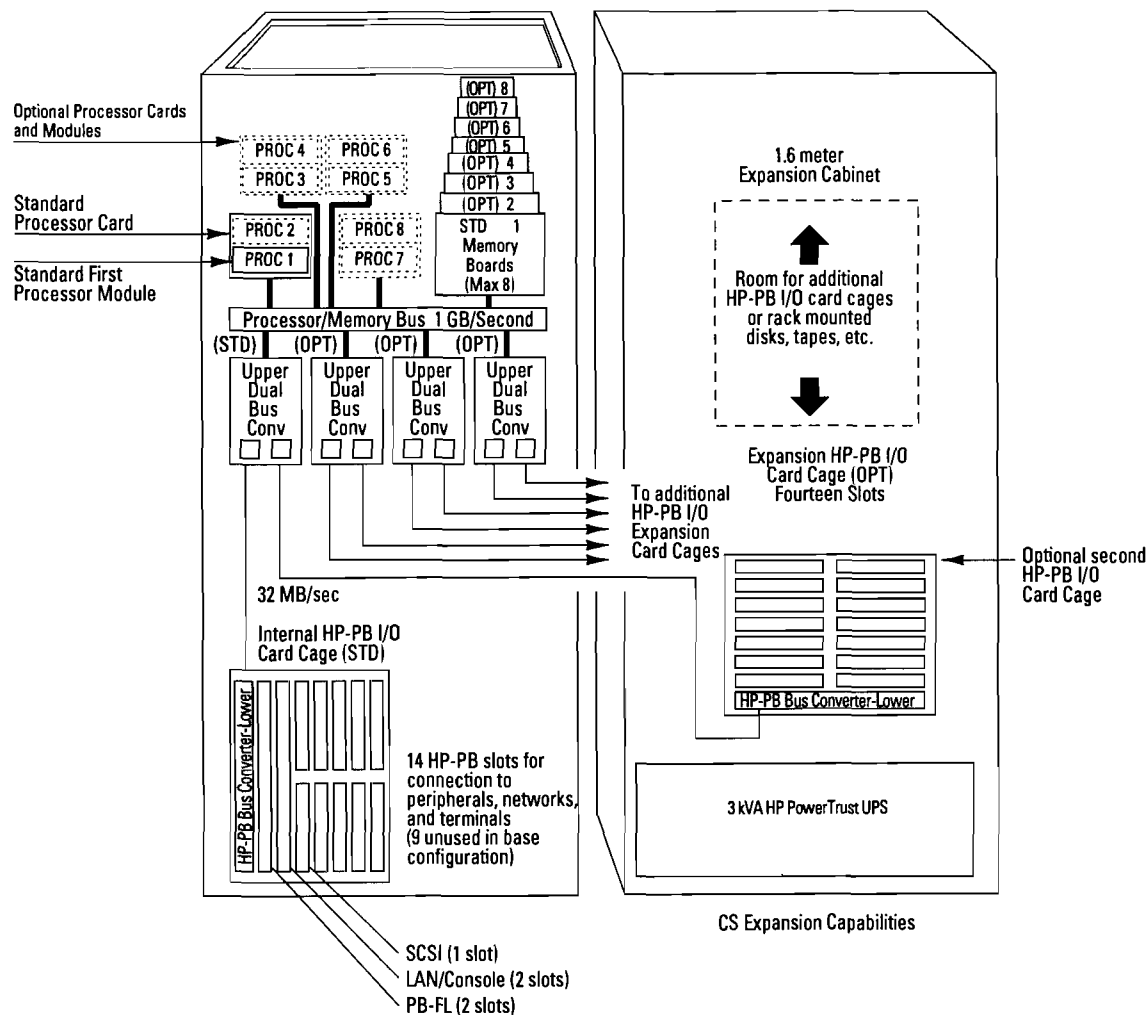 Optional Processor Cards
and Modules
Standard
Processor Card
Standard First
Processor Module
PROC 4
PROC 6
PROC 3
PROC 5
PROC 2
PROC 8
PROC 1
PROC 7
(OPT) 8
(OPT) 7
(OPT) 6
(OPT) 5
(OPT) 4
(OPT) 3
(OPT) 2
STD 1
Memory
Boards
(Max 8)
Processor/Memory Bus 1 GB/Second
(STD)
(OPT)
(OPT)
(OPT)
Upper
Dual
Bus
Conv
Upper
Dual
Bus
Conv
Upper
Dual
Bus
Conv
Upper
Dual
Bus
Conv
To additional
HP-PB I/O
Expansion
Card Cages
32 MB/sec
Internal HP-PB I/O
Card Cage (STD)
HP-PB Bus Converter-Lower
14 HP-PB slots for
connection to
peripherals, networks,
and terminals
(9 unused in base
configuration)
SCSI (1 slot)
LAN/Console (2 slots)
PB-FL (2 slots)
1.6 meter
Expansion Cabinet
Room for additional
HP-PB I/O card cages
or rack mounted
disks, tapes, etc.
Expansion HP-PB I/O
Card Cage (OPT)
Fourteen Slots
Optional second
HP-PB I/O
Card Cage
HP-PB Bus Converter-Lower
3 kVA HP PowerTrust UPS
CS Expansion Capabilities